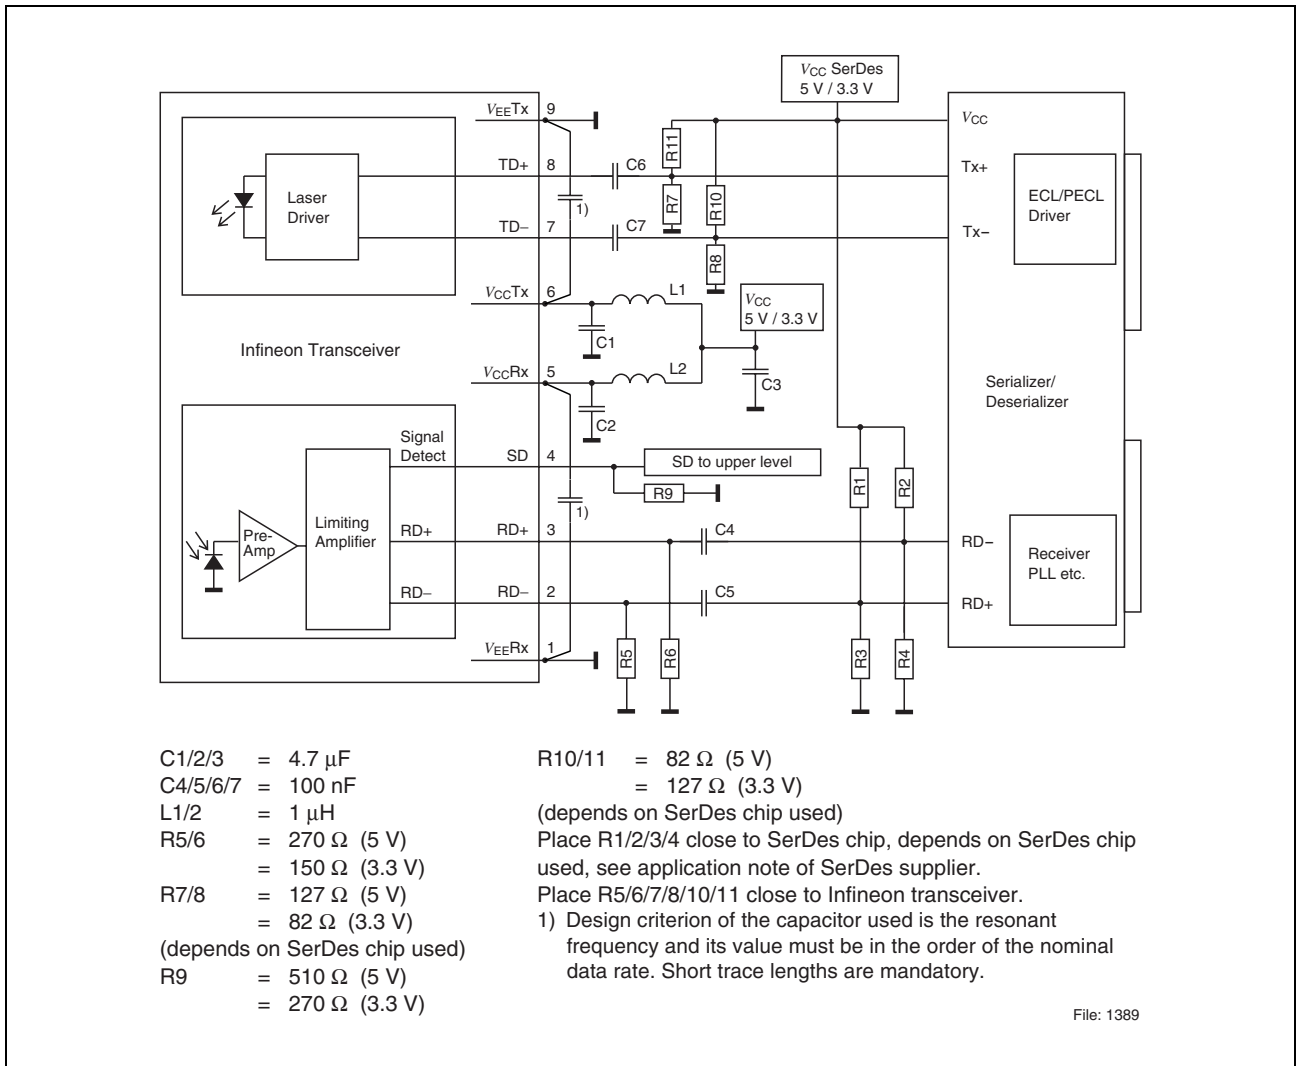 VCC SerDes
5 V / 3.3 V
VEETx 9
VCC
TD+ 8
C6
R11
Tx+
Laser
Driver
1)
R7
R10
ECL/PECL
Driver
TD− 7
C7
Tx−
R8
VCCTx 6
L1
VCC
5 V / 3.3 V
C1
Infineon Transceiver
VCCRx 5
L2
C3
Serializer/
Deserializer
C2
Signal
Detect
SD 4
SD to upper level
R9
R1
R2
1)
Pre-
Amp
Limiting
Amplifier
RD+
RD+ 3
C4
RD−
Receiver
PLL etc.
RD−
RD− 2
C5
RD+
VEERx 1
R5
R6
R3
R4
C1/2/3 = 4.7 μF
C4/5/6/7 = 100 nF
L1/2 = 1 μH
R5/6 = 270 Ω (5 V)
= 150 Ω (3.3 V)
R7/8 = 127 Ω (5 V)
= 82 Ω (3.3 V)
(depends on SerDes chip used)
R9 = 510 Ω (5 V)
= 270 Ω (3.3 V)
R10/11 = 82 Ω (5 V)
= 127 Ω (3.3 V)
(depends on SerDes chip used)
Place R1/2/3/4 close to SerDes chip, depends on SerDes chip
used, see application note of SerDes supplier.
Place R5/6/7/8/10/11 close to Infineon transceiver.
1) Design criterion of the capacitor used is the resonant
frequency and its value must be in the order of the nominal
data rate. Short trace lengths are mandatory.
File: 1389